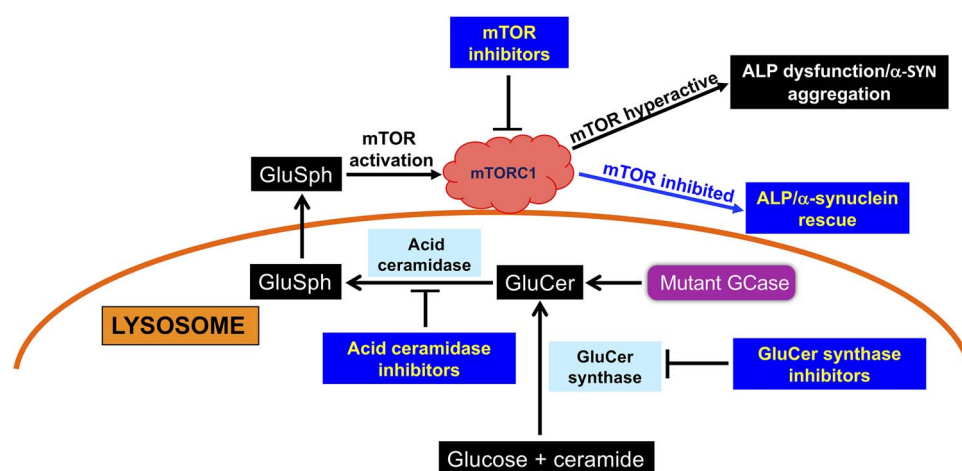 mTOR
inhibitors
ALP dysfunction/α-SYN
aggregation
mTOR hyperactive
mTOR
activation
GluSph
mTORC1
mTOR inhibited
ALP/α-synuclein
rescue
Acid
ceramidase
GluSph
GluCer
Mutant GCase
LYSOSOME
Acid ceramidase
inhibitors
GluCer
synthase
GluCer synthase
inhibitors
Glucose + ceramide